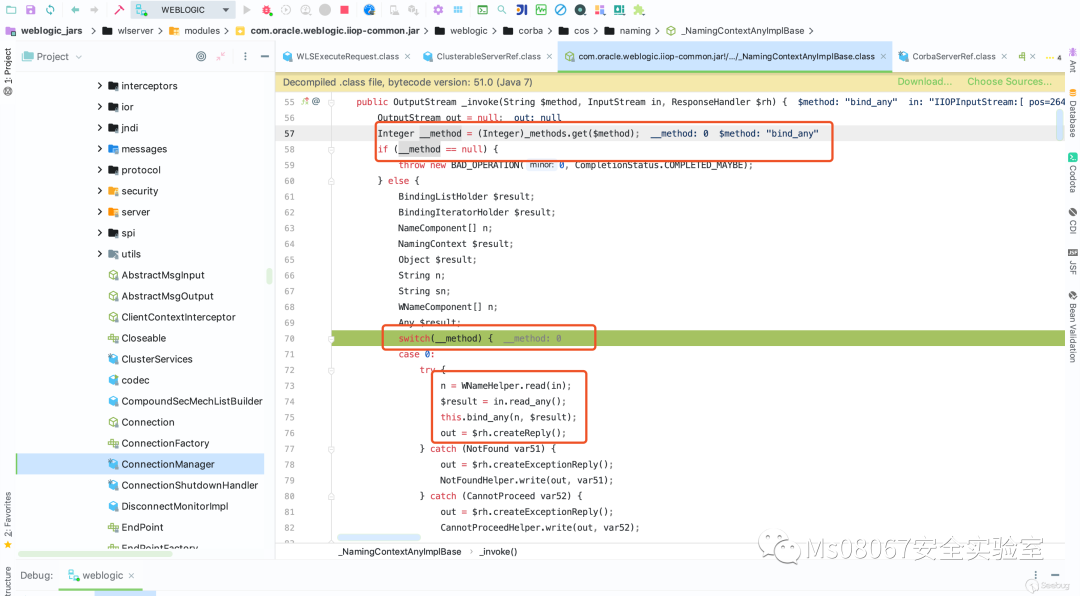 WEBLOGIC
weblogic_jars
wlserver
modules
com.oracle.weblogic.iiop-common.jar
weblogic
corba
cos
naming
_NamingContextAnyImplBase
1: Project
Project
WLSExecuteRequest.class
ClusterableServerRef.class
com.oracle.weblogic.iiop-common.jar/.../_NamingContextAnyImplBase.class
CorbaServerRef.class
4
Decompiled .class file, bytecode version: 51.0 (Java 7)
Download...
Choose Sources...
interceptors
ior
jndi
messages
protocol
security
server
spi
utils
AbstractMsgInput
AbstractMsgOutput
ClientContextInterceptor
Closeable
ClusterServices
codec
CompoundSecMechListBuilder
Connection
ConnectionFactory
ConnectionManager
ConnectionShutdownHandler
DisconnectMonitorImpl
EndPoint
EndPointFactory
55 public OutputStream _invoke(String $method, InputStream in, ResponseHandler $rh) { $method: "bind_any" in: "IIOPInputStream:[ pos=264
56 OutputStream out = null; out: null
57 Integer __method = (Integer)_methods.get($method); __method: 0 $method: "bind_any"
58 if (__method == null) {
59 throw new BAD_OPERATION( minor: 0, CompletionStatus.COMPLETED_MAYBE);
60 } else {
61 BindingListHolder $result;
62 BindingIteratorHolder $result;
63 NameComponent[] n;
64 NamingContext $result;
65 Object $result;
66 String n;
67 String sn;
68 WNameComponent[] n;
69 Any $result;
70 switch(__method) { __method: 0
71 case 0:
72 try {
73 n = WNameHelper.read(in);
74 $result = in.read_any();
75 this.bind_any(n, $result);
76 out = $rh.createReply();
77 } catch (NotFound var51) {
78 out = $rh.createExceptionReply();
79 NotFoundHelper.write(out, var51);
80 } catch (CannotProceed var52) {
81 out = $rh.createExceptionReply();
82 CannotProceedHelper.write(out, var52);
_NamingContextAnyImplBase
_invoke()
Ant
Database
Codota
CDI
JSF
Bean Validation
2: Favorites
tructure
Debug:
weblogic
Ms08067安全实验室
Seebug